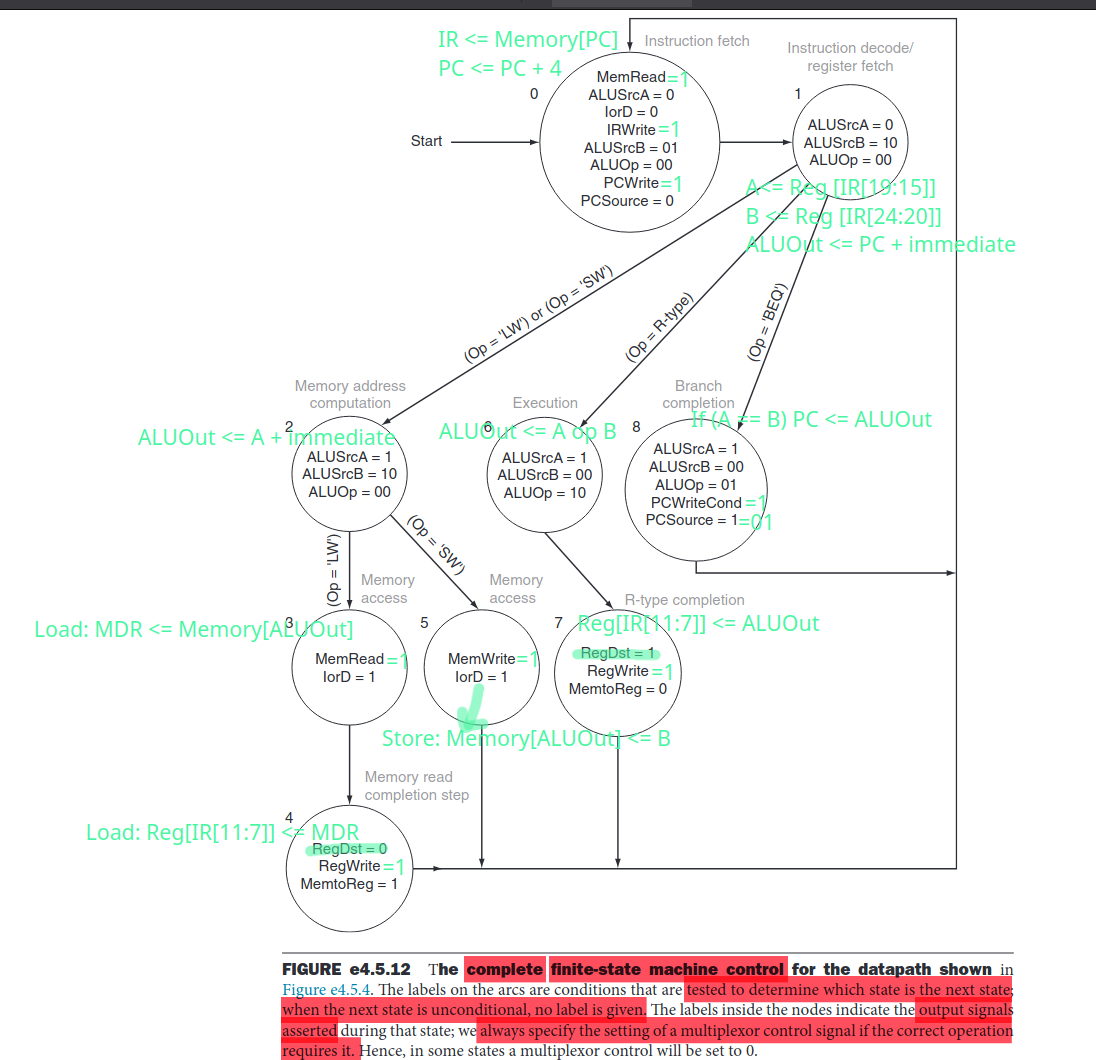 IR <= Memory[PC]
PC <= PC + 4
Instruction fetch
0
MemRead=1
ALUSrcA = 0
IorD = 0
IRWrite=1
ALUSrcB = 01
ALUOp = 00
PCWrite=1
PCSource = 0
Start
Instruction decode/
register fetch
1
ALUSrcA = 0
ALUSrcB = 10
ALUOp = 00
A<= Reg [IR[19:15]]
B <= Reg [IR[24:20]]
ALUOut <= PC + immediate
(Op = 'LW') or (Op = 'SW')
(Op = R-type)
(Op = 'BEQ')
Memory address
computation
2
ALUOut <= A + immediate
ALUSrcA = 1
ALUSrcB = 10
ALUOp = 00
Execution
6
ALUOut <= A op B
ALUSrcA = 1
ALUSrcB = 00
ALUOp = 10
Branch
completion
8
If (A == B) PC <= ALUOut
ALUSrcA = 1
ALUSrcB = 00
ALUOp = 01
PCWriteCond=1
PCSource = 1=01
(Op = 'LW')
(Op = 'SW')
Memory
access
3
Load: MDR <= Memory[ALUOut]
MemRead=1
IorD = 1
Memory
access
5
MemWrite=1
IorD = 1
Store: Memory[ALUOut] <= B
R-type completion
7
Reg[IR[11:7]] <= ALUOut
RegDst = 1
RegWrite=1
MemtoReg = 0
Memory read
completion step
4
Load: Reg[IR[11:7]] <= MDR
RegDst = 0
RegWrite=1
MemtoReg = 1
FIGURE e4.5.12 The complete finite-state machine control for the datapath shown in
Figure e4.5.4. The labels on the arcs are conditions that are tested to determine which state is the next state;
when the next state is unconditional, no label is given. The labels inside the nodes indicate the output signals
asserted during that state; we always specify the setting of a multiplexor control signal if the correct operation
requires it. Hence, in some states a multiplexor control will be set to 0.